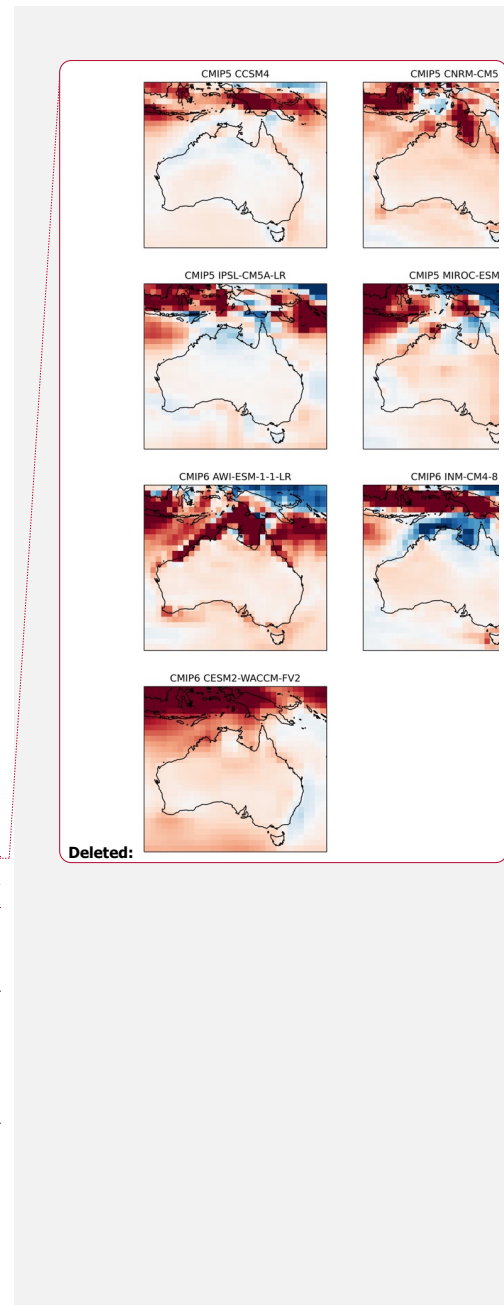 CMIP5 CCSM4
CMIP5 CNRM-CM5
CMIP5 IPSL-CM5A-LR
CMIP5 MIROC-ESM
CMIP6 AWI-ESM-1-1-LR
CMIP6 INM-CM4-8
CMIP6 CESM2-WACCM-FV2
Deleted: